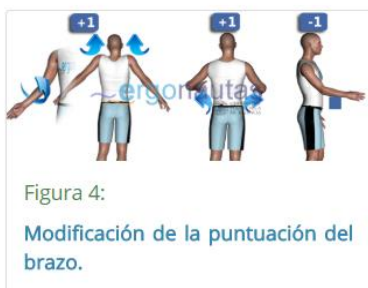 +1 +1 -1
ergonautas
Figura 4:
Modificación de la puntuación del
brazo.